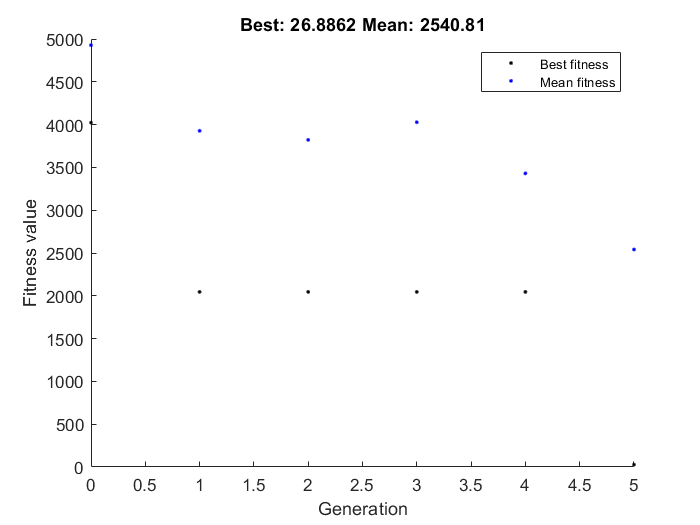 Best: 26.8862 Mean: 2540.81
5000
4500
4000
3500
3000
2500
2000
1500
1000
500
0
Fitness value
Best fitness
Mean fitness
0 0.5 1 1.5 2 2.5 3 3.5 4 4.5 5
Generation